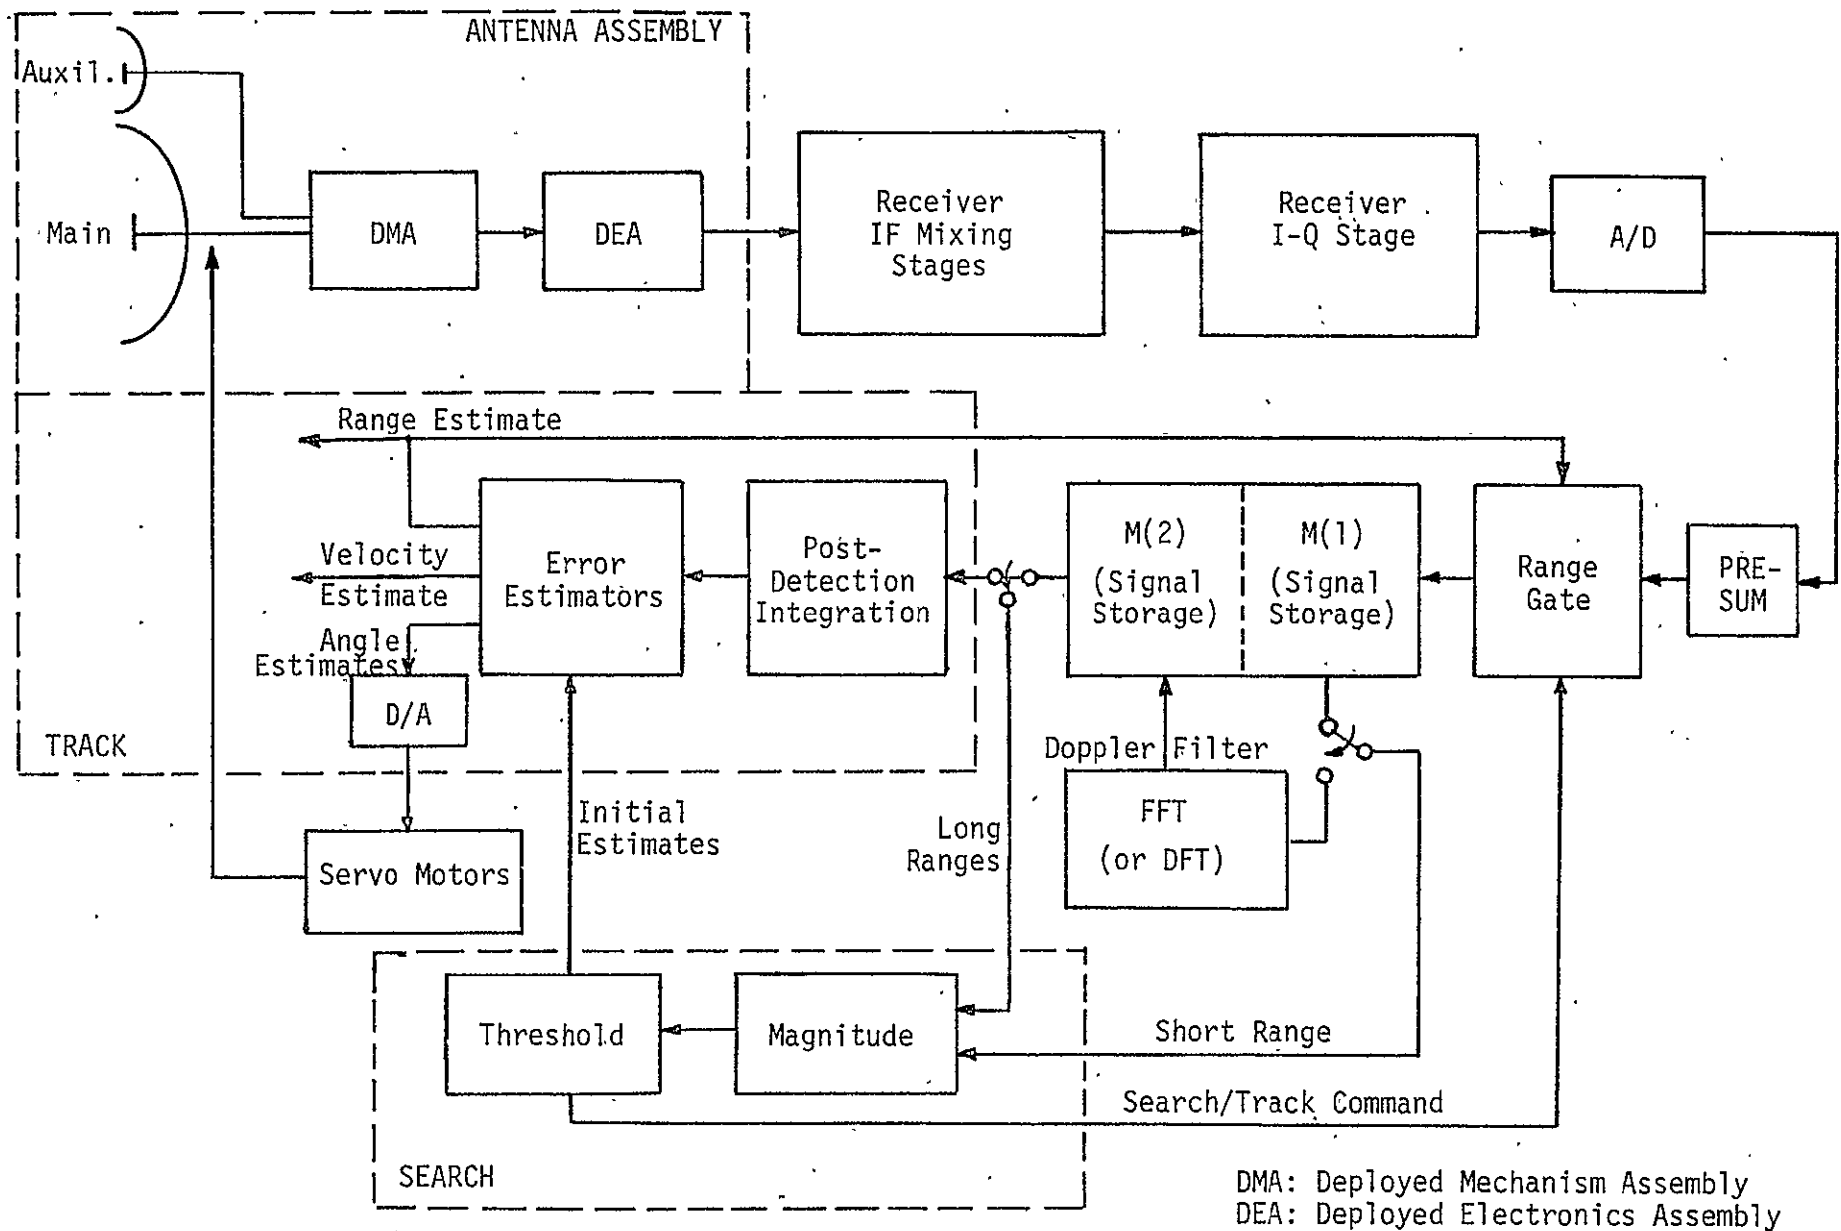 ANTENNA ASSEMBLY
Auxil.
Main
DMA
DEA
Receiver
IF Mixing
Stages
Receiver
I-Q Stage
A/D
Range Estimate
Velocity
Estimate
Angle
Estimates
Error
Estimators
Post-
Detection
Integration
M(2)
(Signal
Storage)
M(1)
(Signal
Storage)
Range
Gate
PRE-
SUM
D/A
TRACK
Servo Motors
Initial
Estimates
Long
Ranges
Doppler Filter
FFT
(or DFT)
Threshold
Magnitude
Short Range
Search/Track Command
SEARCH
DMA: Deployed Mechanism Assembly
DEA: Deployed Electronics Assembly